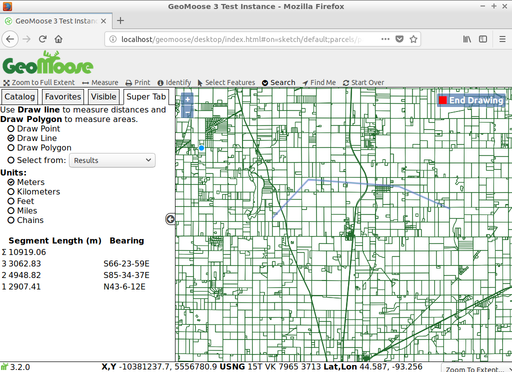 GeoMoose 3 Test Instance - Mozilla Firefox
GeoMoose 3 Test Instanc
localhost/geomoose/desktop/index.html#on=sketch/default;parcels/p
Search
GeoMoose
Zoom to Full Extent Measure Print Identify Select Features Search Find Me Start Over
Catalog Favorites Visible Super Tab
End Drawing
Use Draw line to measure distances and
Draw Polygon to measure areas.
Draw Point
Draw Line
Draw Polygon
Select from: Results
Units:
Meters
Kilometers
Feet
Miles
Chains
Segment Length (m) Bearing
Σ 10919.06
3 3062.83 S66-23-59E
2 4948.82 S85-34-37E
1 2907.41 N43-6-12E
3.2.0 X,Y -10381237.7, 5556780.9 USNG 15T VK 7965 3713 Lat,Lon 44.587, -93.256
Zoom To Extent...